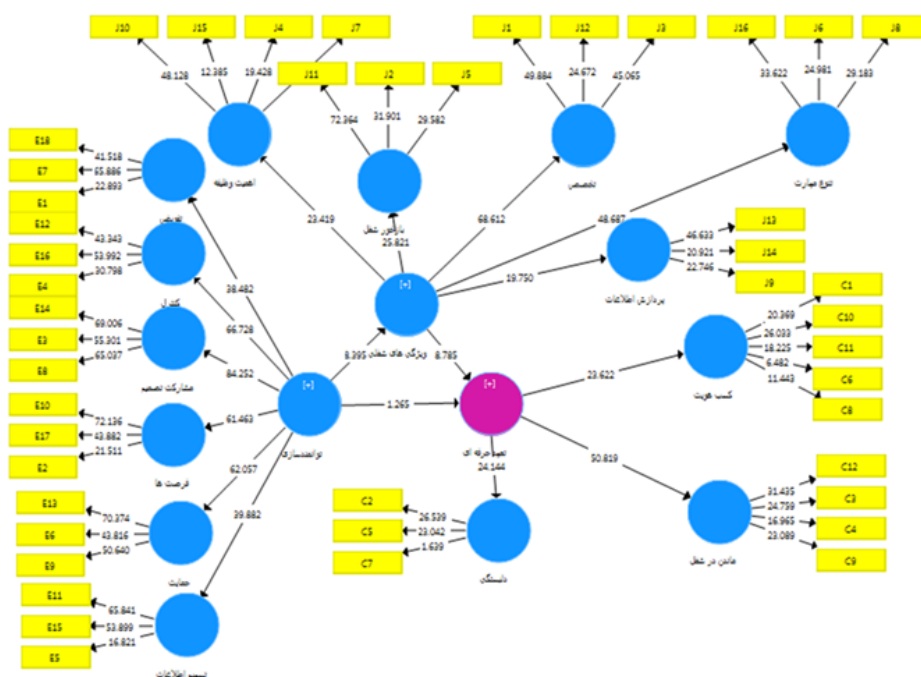 J10 J15 J4 J7 J1 J12 J3 J16 J6 J8
48.128 12.385 19.428 49.884 24.672 45.065 33.622 24.981 29.183
J11 J2 J5
72.364 31.901 29.582
اهمیت وظیفه
بازخور شغل
تخصص
تنوع مهارت
E18
E7
E1
41.518
65.886
22.893
تفویض
E12
E16
E4
43.343
53.992
30.798
کنترل
E14
E3
E8
69.006
55.301
65.037
مشارکت تصمیم
E10
E17
E2
72.136
43.882
21.511
فرصت ها
E13
E6
E9
70.374
43.816
50.640
حمایت
E11
E15
E5
65.841
53.899
16.821
23.419
25.821
68.612
48.687
19.750
[+]
ویژگی های شغلی
J13
J14
J9
46.633
20.921
22.746
پردازش اطلاعات
38.482
66.728
84.252
61.463
62.057
39.882
[+]
توانمندسازی
8.395
8.785
1.265
[+]
حرفه ای
23.622
50.819
24.144
C1
C10
C11
C6
C8
20.369
26.033
18.225
6.482
11.443
کسب هویت
C12
C3
C4
C9
31.435
24.759
16.965
23.089
ماندن در شغل
C2
C5
C7
26.539
23.042
1.639
دلبستگی
اطلاعات